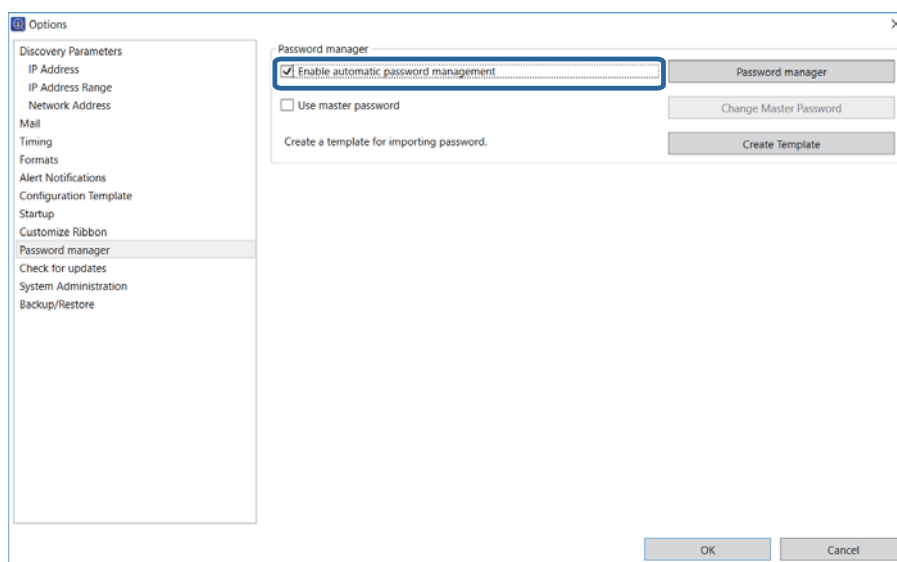 Options
Discovery Parameters
IP Address
IP Address Range
Network Address
Mail
Timing
Formats
Alert Notifications
Configuration Template
Startup
Customize Ribbon
Password manager
Check for updates
System Administration
Backup/Restore
Password manager
Enable automatic password management
Password manager
Use master password
Change Master Password
Create a template for importing password.
Create Template
OK
Cancel